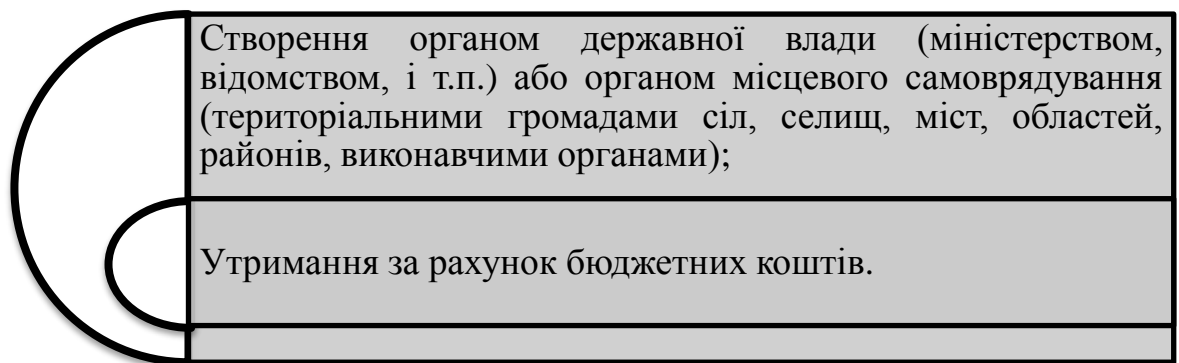 Створення органом державної влади (міністерством,
відомством, і т.п.) або органом місцевого самоврядування
(територіальними громадами сіл, селищ, міст, областей,
районів, виконавчими органами);
Утримання за рахунок бюджетних коштів.